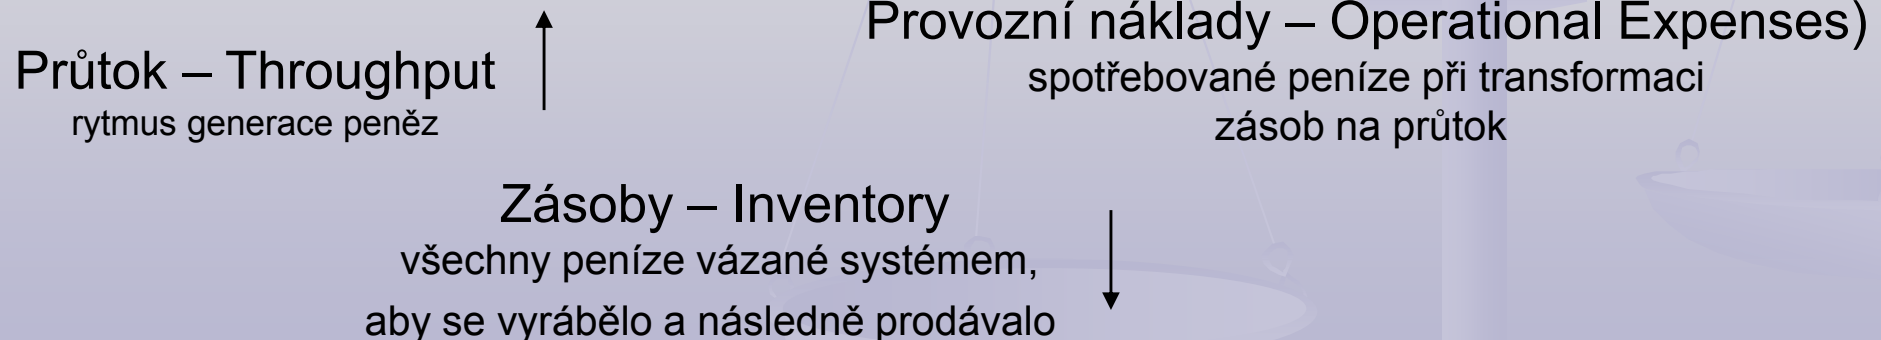 Provozní náklady – Operational Expenses)
spotřebované peníze při transformaci
zásob na průtok
Průtok – Throughput
rytmus generace peněz
Zásoby – Inventory
všechny peníze vázané systémem,
aby se vyrábělo a následně prodávalo